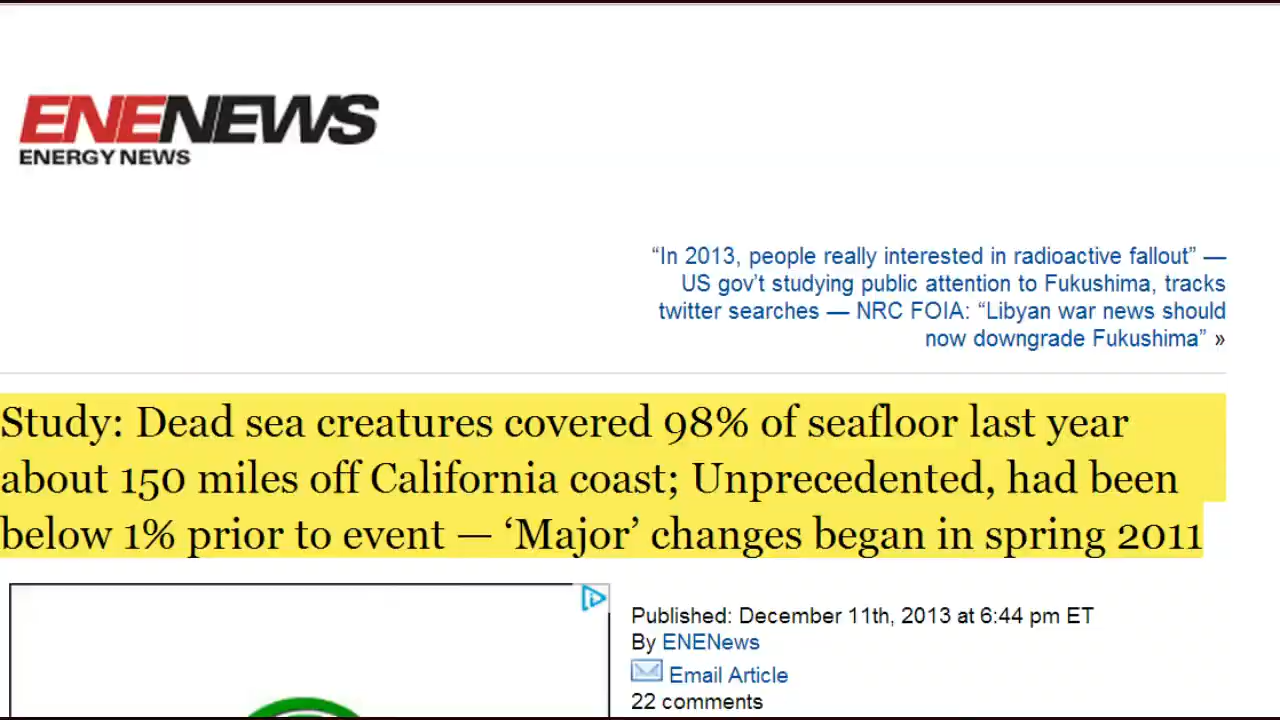 ENENEWS
ENERGY NEWS
“In 2013, people really interested in radioactive fallout” —
US gov’t studying public attention to Fukushima, tracks
twitter searches — NRC FOIA: “Libyan war news should
now downgrade Fukushima” »
Study: Dead sea creatures covered 98% of seafloor last year
about 150 miles off California coast; Unprecedented, had been
below 1% prior to event — ‘Major’ changes began in spring 2011
Published: December 11th, 2013 at 6:44 pm ET
By ENENews
Email Article
22 comments